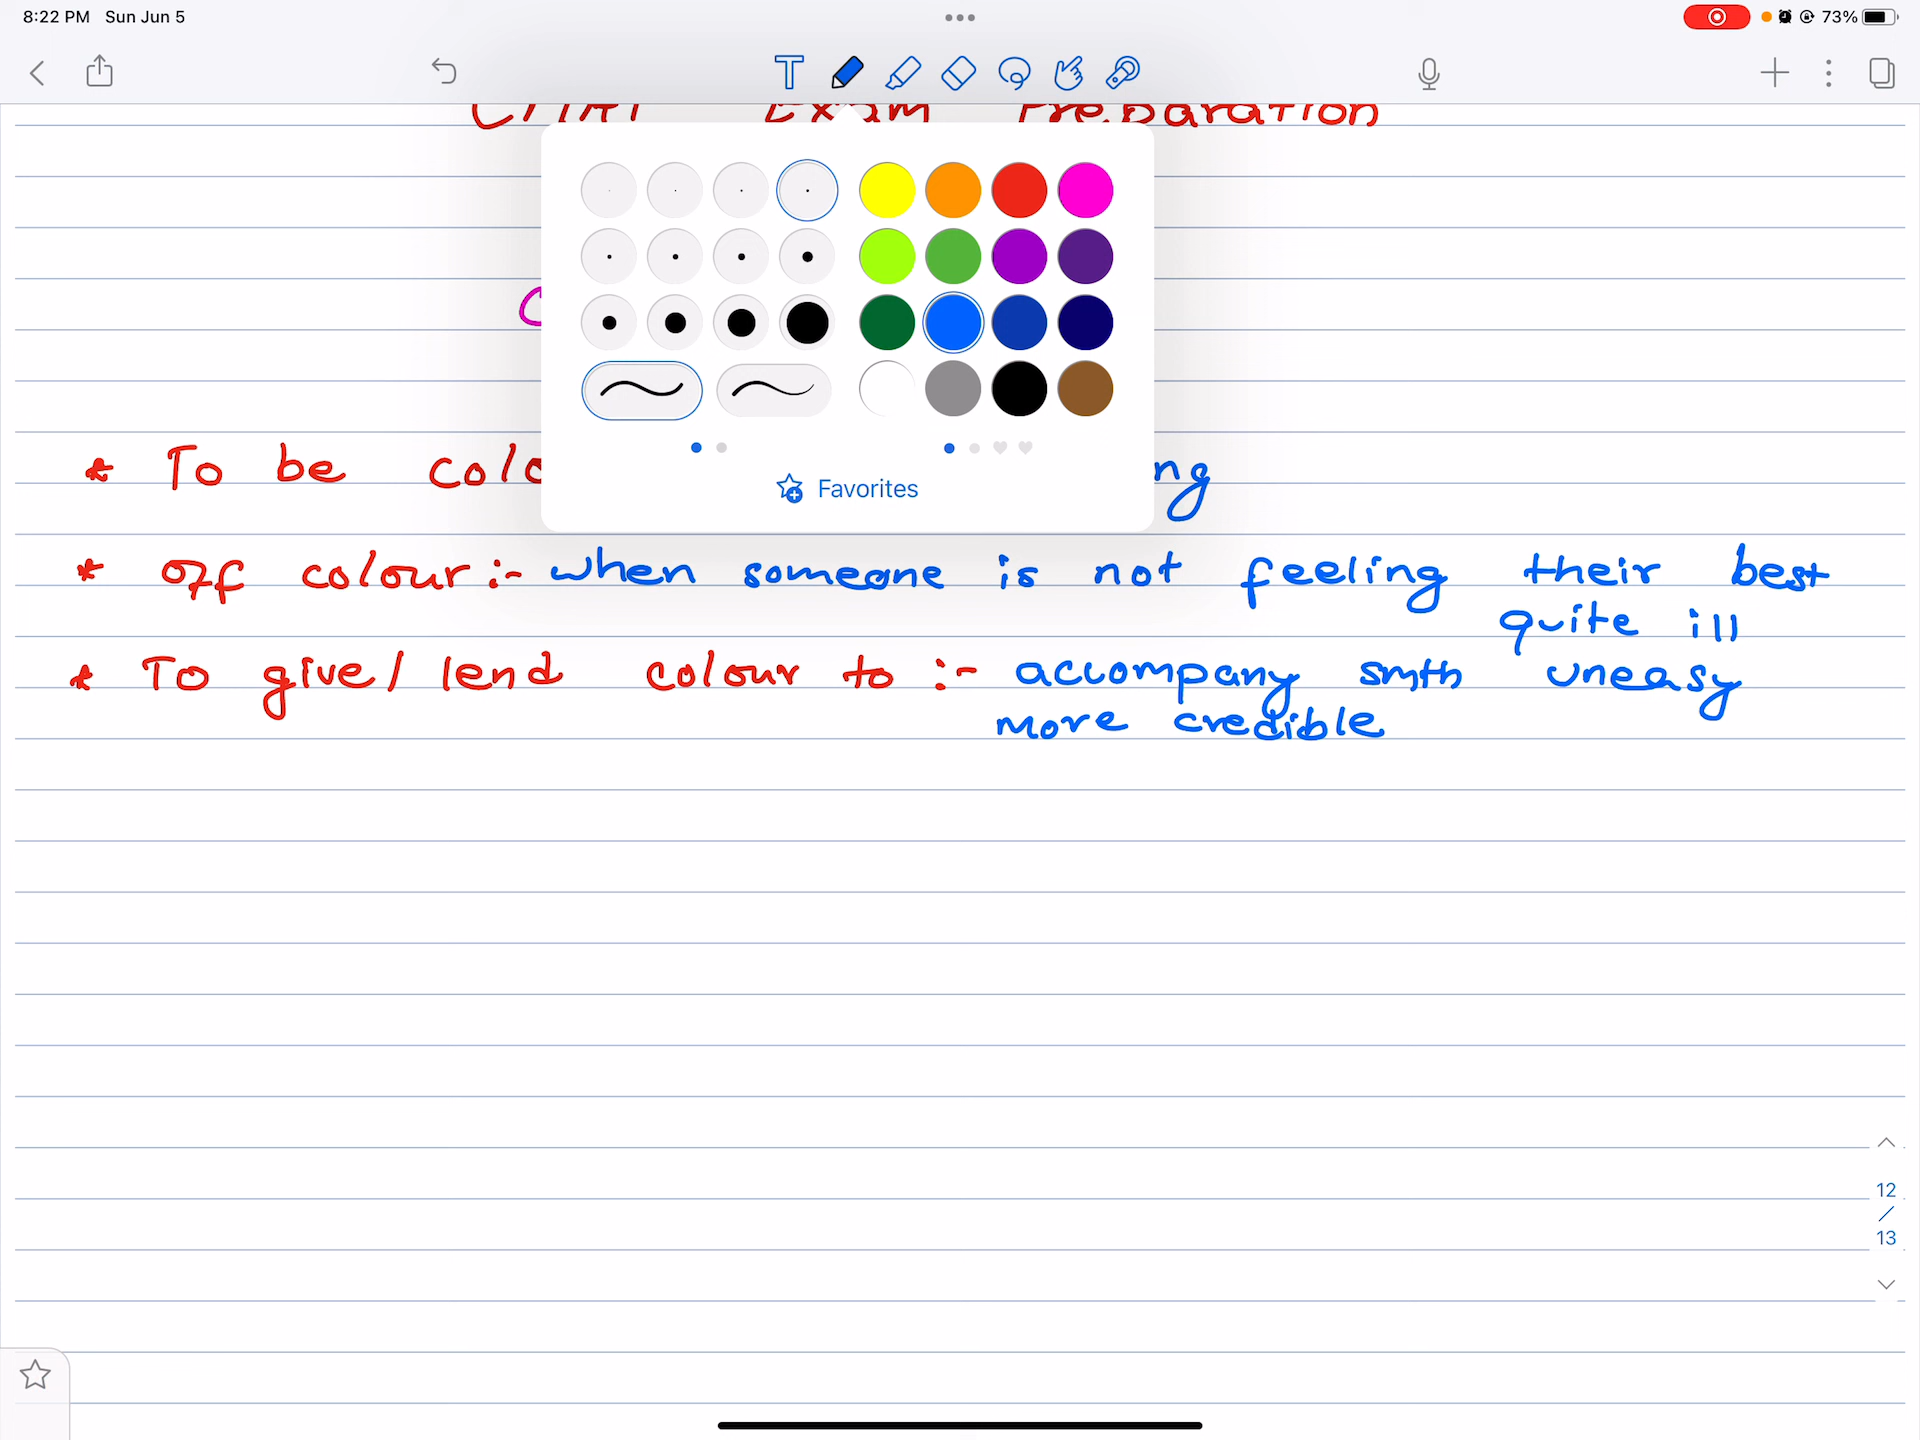 8:22 PM Sun Jun 5
73%
T
Exam Preparation
* To be colo
ng
* off colour :- when someone is not feeling their best
quite ill
* To give / lend colour to :- accompany smth uneasy
more credible
Favorites
12
/
13